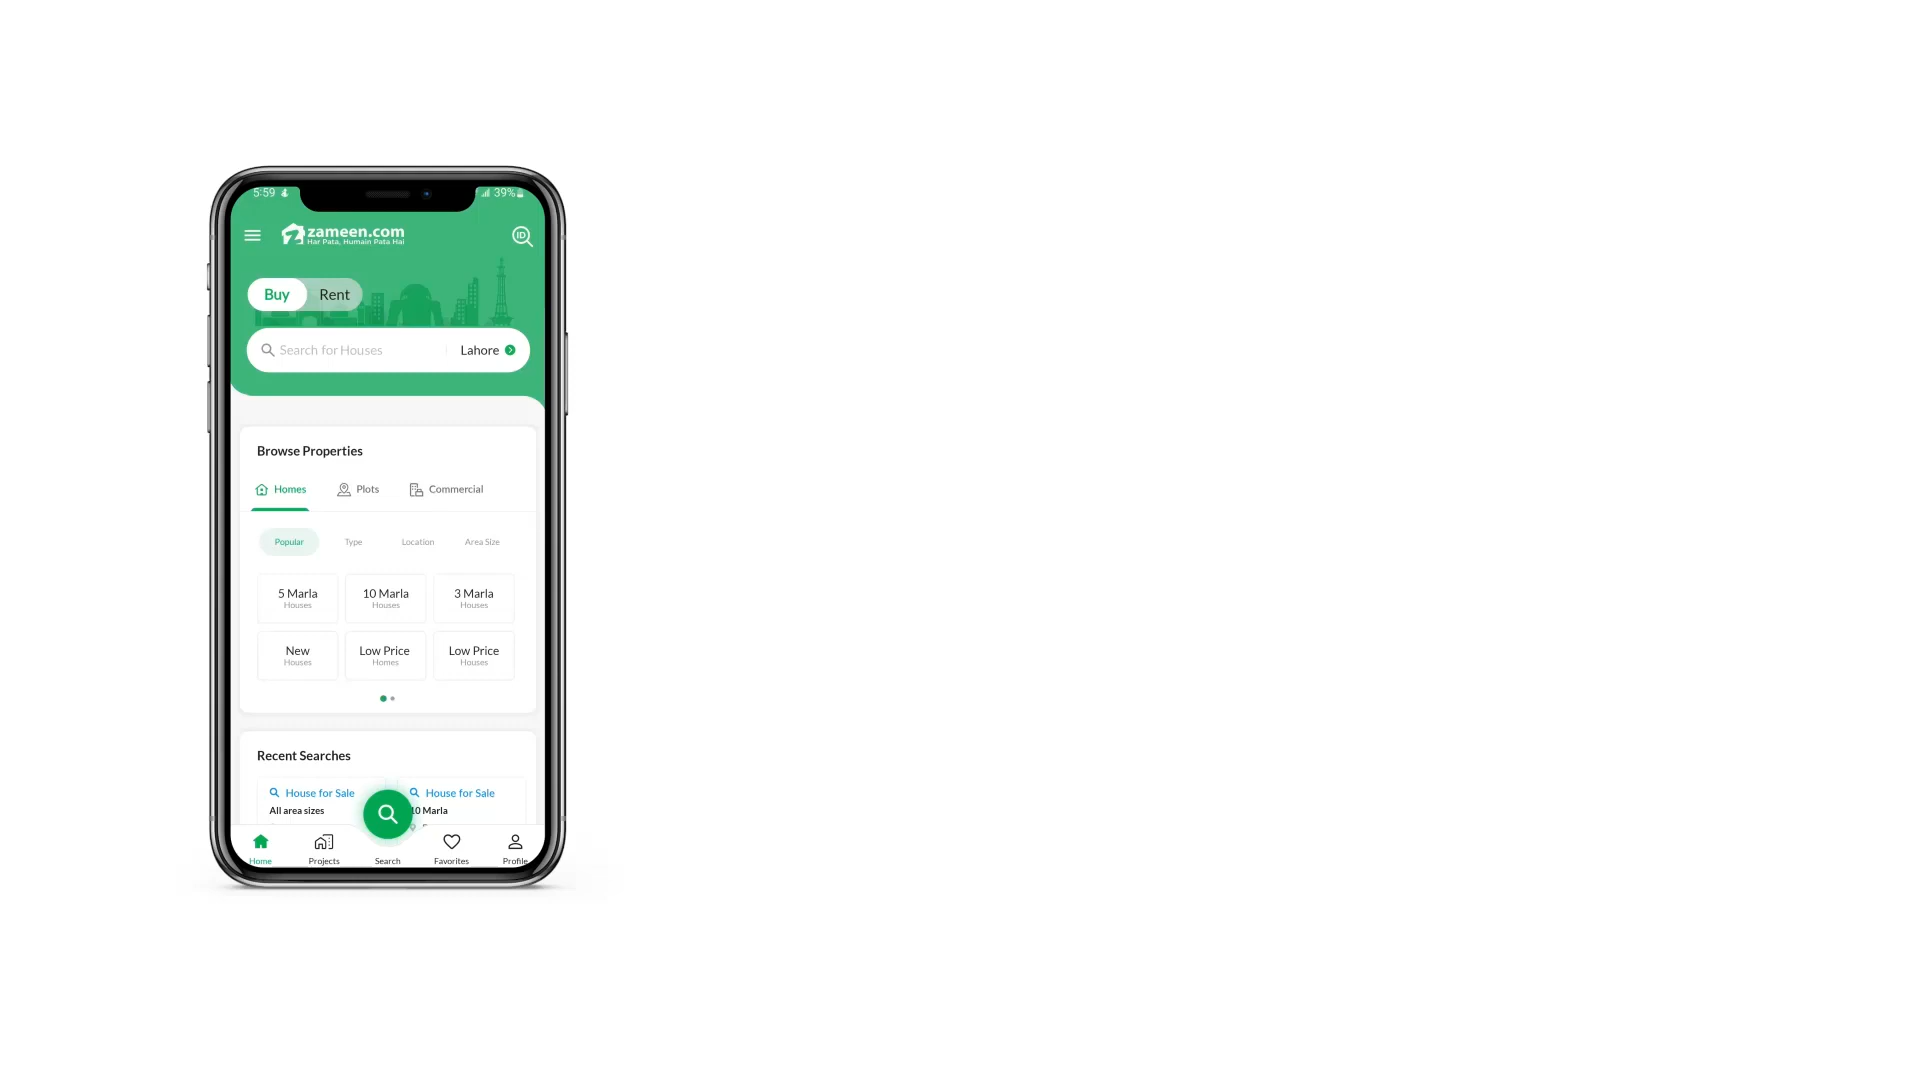 5:59
39%
zameen.com
Har Pata, Humain Pata Hai
ID
Buy Rent
Search for Houses Lahore
Browse Properties
Homes Plots Commercial
Popular Type Location Area Size
5 Marla 10 Marla 3 Marla
Houses Houses Houses
New Low Price Low Price
Houses Homes Houses
Recent Searches
House for Sale House for Sale
All area sizes 10 Marla
Home Projects Search Favorites Profile